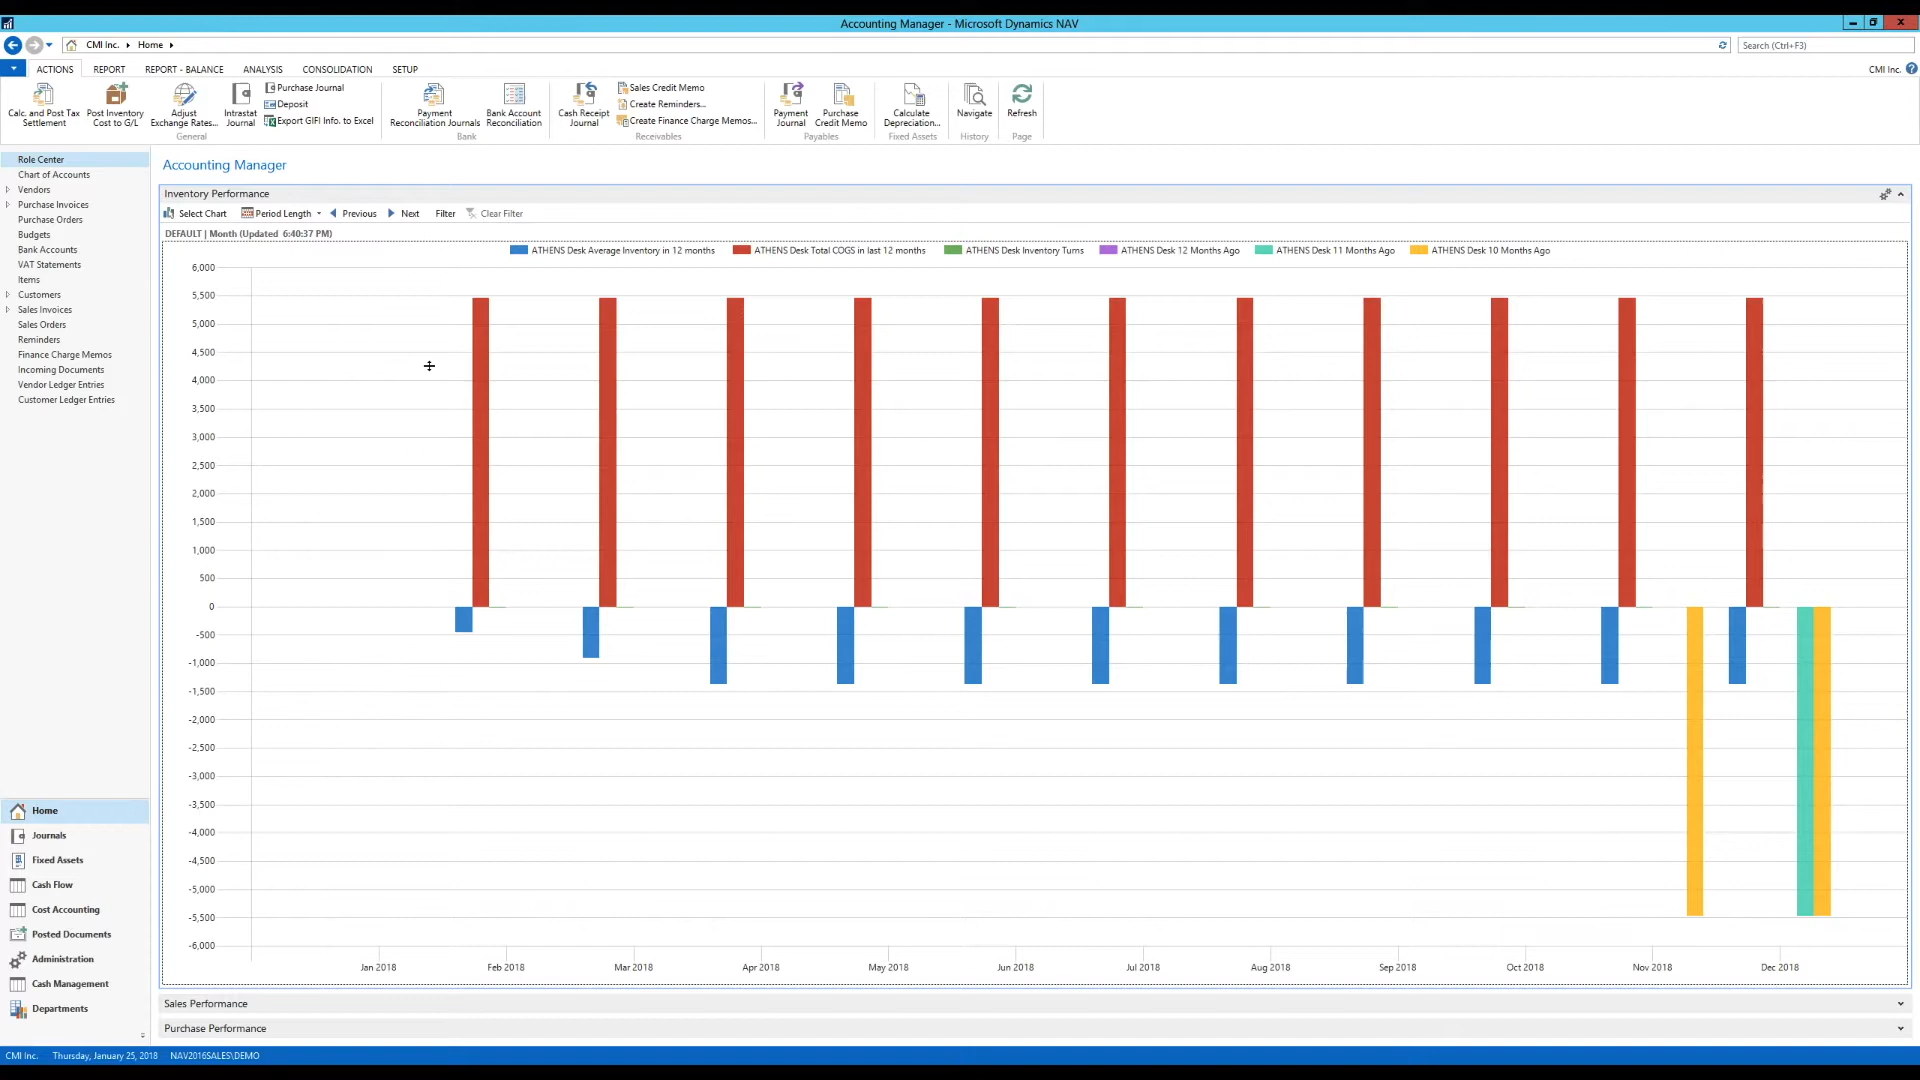 Accounting Manager - Microsoft Dynamics NAV
CMI Inc. Home
Search (Ctrl+F3)
ACTIONS REPORT REPORT - BALANCE ANALYSIS CONSOLIDATION SETUP
CMI Inc.
Calc. and Post Tax Settlement
Post Inventory Cost to G/L
Adjust Exchange Rates...
Intrastat Journal
Purchase Journal
Deposit
Export GIFI Info. to Excel
General
Payment Reconciliation Journals
Bank Account Reconciliation
Bank
Cash Receipt Journal
Sales Credit Memo
Create Reminders...
Create Finance Charge Memos...
Receivables
Payment Journal
Purchase Credit Memo
Payables
Calculate Depreciation...
Fixed Assets
Navigate
History
Refresh
Page
Role Center
Chart of Accounts
Vendors
Purchase Invoices
Purchase Orders
Budgets
Bank Accounts
VAT Statements
Items
Customers
Sales Invoices
Sales Orders
Reminders
Finance Charge Memos
Incoming Documents
Vendor Ledger Entries
Customer Ledger Entries
Home
Journals
Fixed Assets
Cash Flow
Cost Accounting
Posted Documents
Administration
Cash Management
Departments
Accounting Manager
Inventory Performance
Select Chart Period Length Previous Next Filter Clear Filter
DEFAULT | Month (Updated 6:40:37 PM)
ATHENS Desk Average Inventory in 12 months ATHENS Desk Total COGS in last 12 months ATHENS Desk Inventory Turns ATHENS Desk 12 Months Ago ATHENS Desk 11 Months Ago ATHENS Desk 10 Months Ago
6,000
5,500
5,000
4,500
4,000
3,500
3,000
2,500
2,000
1,500
1,000
500
0
-500
-1,000
-1,500
-2,000
-2,500
-3,000
-3,500
-4,000
-4,500
-5,000
-5,500
-6,000
Jan 2018 Feb 2018 Mar 2018 Apr 2018 May 2018 Jun 2018 Jul 2018 Aug 2018 Sep 2018 Oct 2018 Nov 2018 Dec 2018
Sales Performance
Purchase Performance
CMI Inc. Thursday, January 25, 2018 NAV2016SALES\DEMO